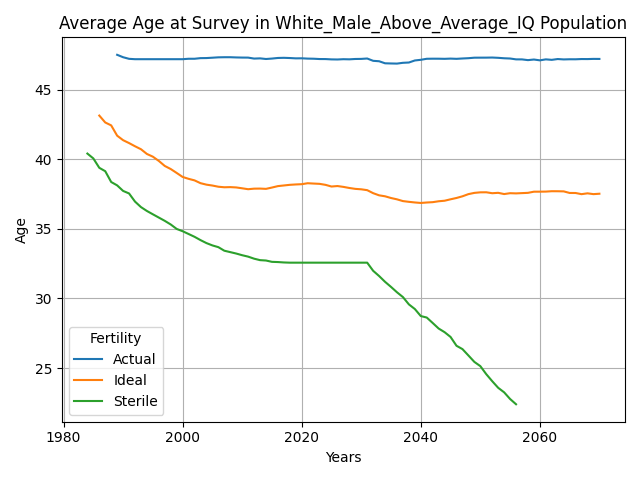 Average Age at Survey in White_Male_Above_Average_IQ Population
Age
45
40
35
30
25
Fertility
Actual
Ideal
Sterile
1980
2000
2020
2040
2060
Years